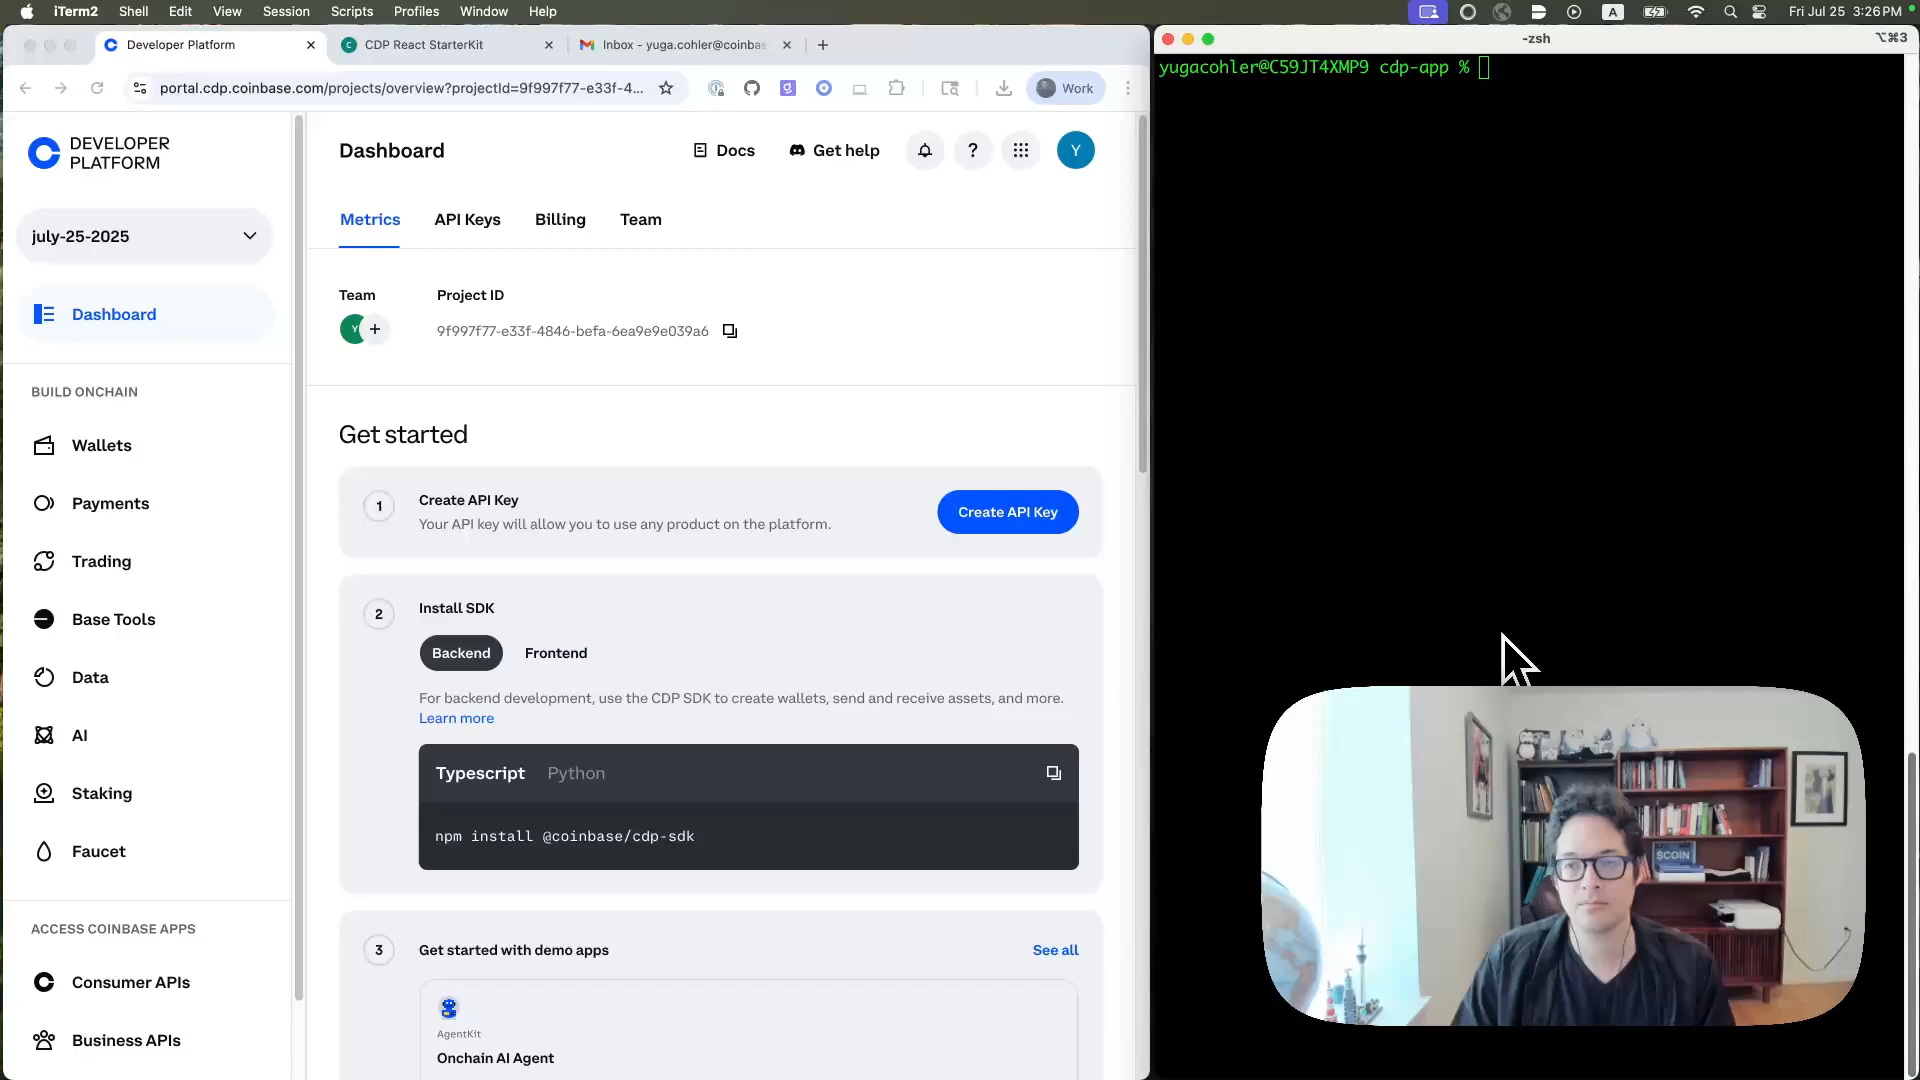 iTerm2 Shell Edit View Session Scripts Profiles Window Help
A
Fri Jul 25 3:26 PM
Developer Platform
CDP React StarterKit
Inbox - yuga.cohler@coinbas
portal.cdp.coinbase.com/projects/overview?projectId=9f997f77-e33f-4...
Work
DEVELOPER
PLATFORM
july-25-2025
Dashboard
BUILD ONCHAIN
Wallets
Payments
Trading
Base Tools
Data
AI
Staking
Faucet
ACCESS COINBASE APPS
Consumer APIs
Business APIs
Dashboard
Docs
Get help
?
Y
Metrics
API Keys
Billing
Team
Team
Project ID
Y
+
9f997f77-e33f-4846-befa-6ea9e9e039a6
Get started
1
Create API Key
Your API key will allow you to use any product on the platform.
Create API Key
2
Install SDK
Backend
Frontend
For backend development, use the CDP SDK to create wallets, send and receive assets, and more.
Learn more
Typescript
Python
npm install @coinbase/cdp-sdk
3
Get started with demo apps
See all
AgentKit
Onchain AI Agent
-zsh
⌥⌘3
yugacohler@C59JT4XMP9 cdp-app %
$COIN